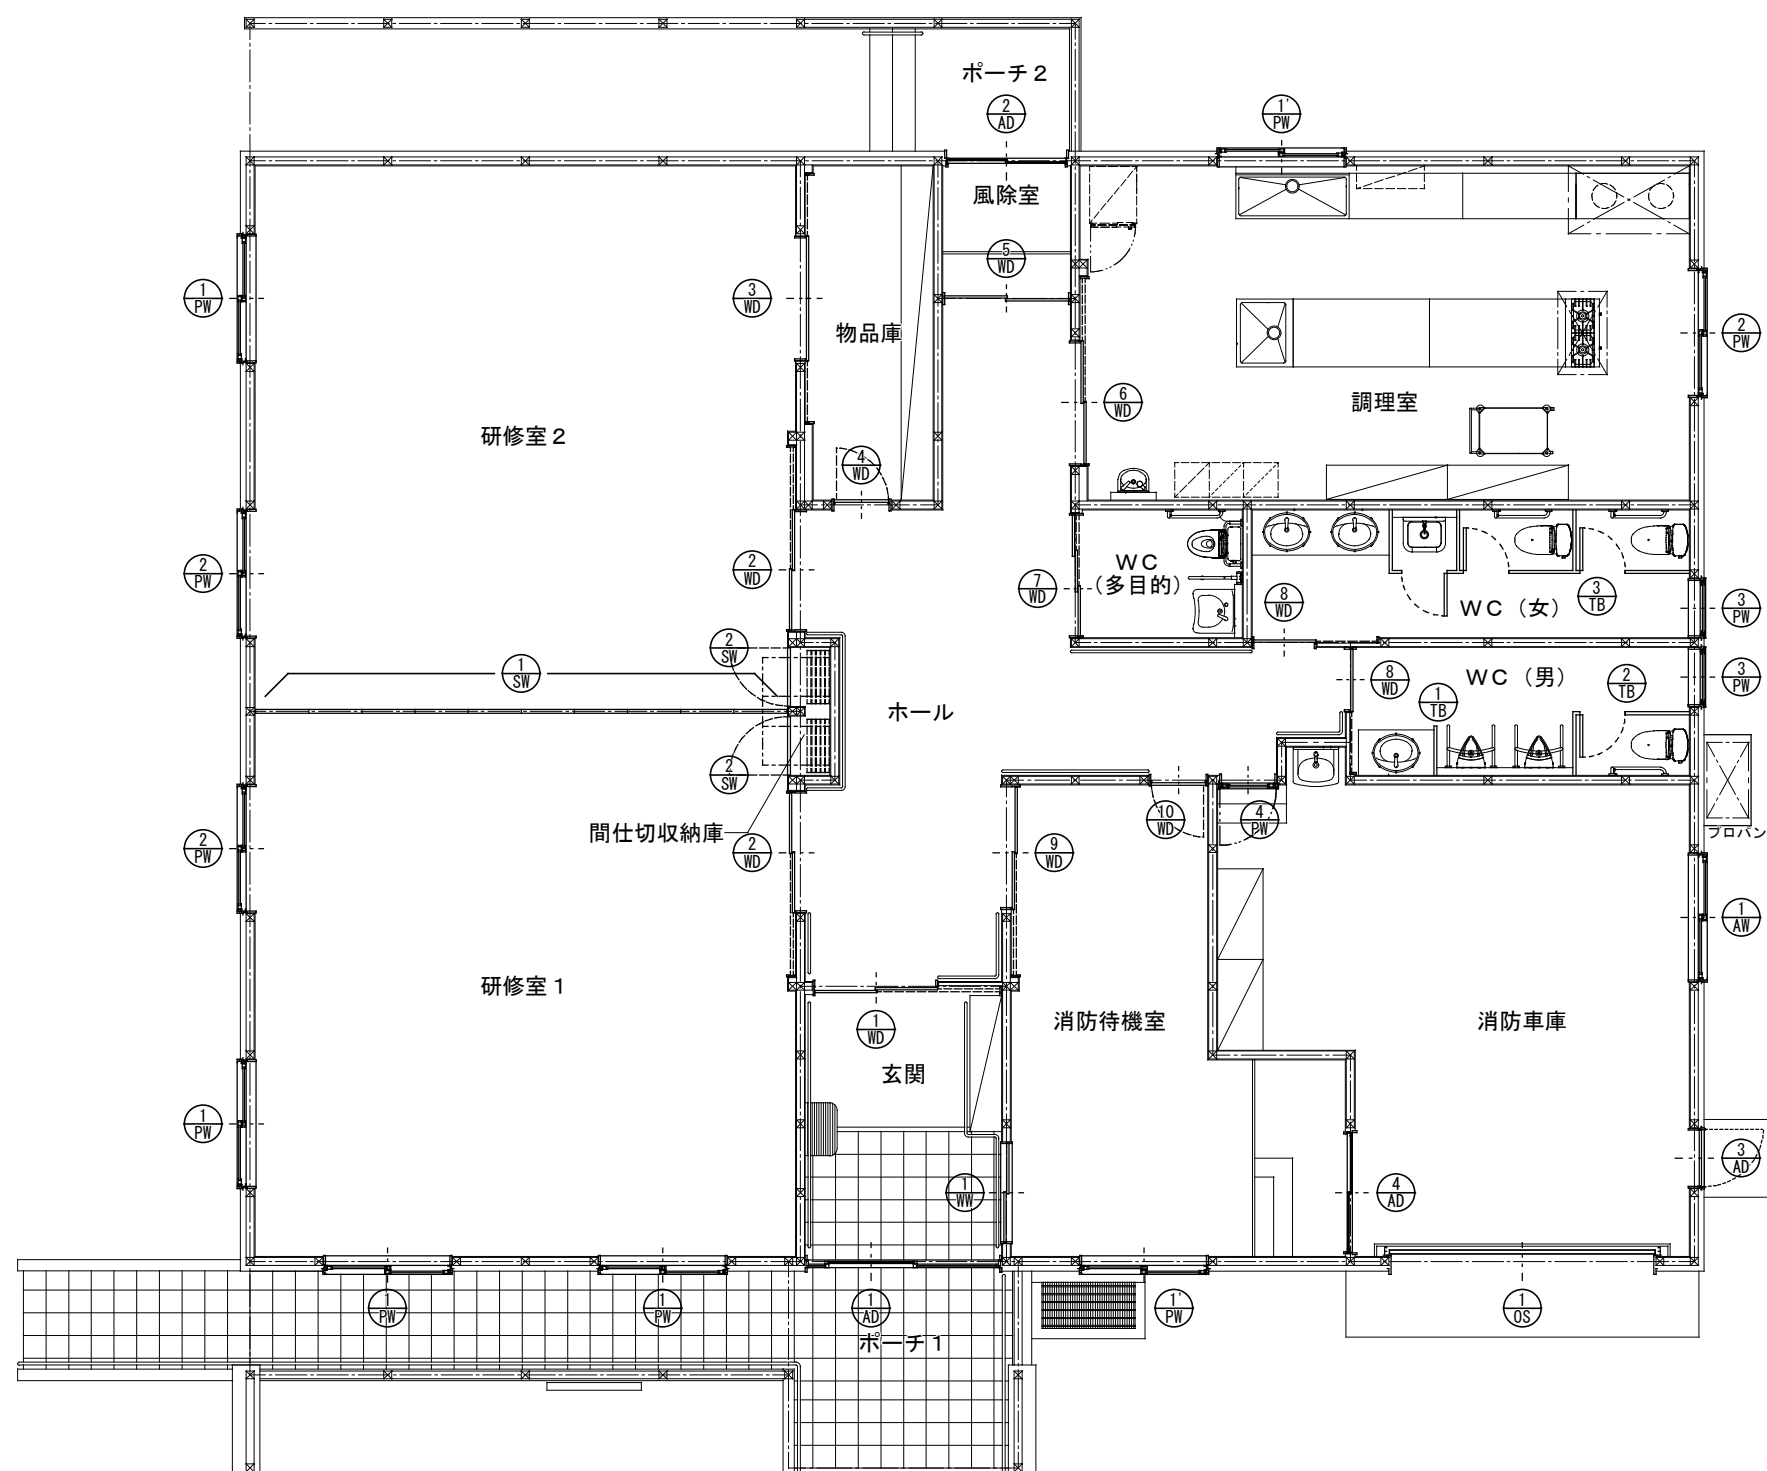 ポーチ２
2
AD
1'
PW
風除室
5
WD
1
PW
3
WD
物品庫
2
PW
6
WD
調理室
研修室２
4
WD
2
PW
2
WD
7
WD
ＷＣ
（多目的）
8
WD
ＷＣ（女）
3
TB
3
PW
2
SW
1
SW
8
WD
ＷＣ（男）
1
TB
2
TB
3
PW
ホール
2
SW
間仕切収納庫
2
PW
2
WD
9
WD
10
WD
4
PW
プロパン
1
AW
研修室１
1
WD
消防待機室
消防車庫
玄関
1
PW
3
AD
1
WW
4
AD
1
PW
1
PW
1
AD
1'
PW
1
OS
ポーチ１